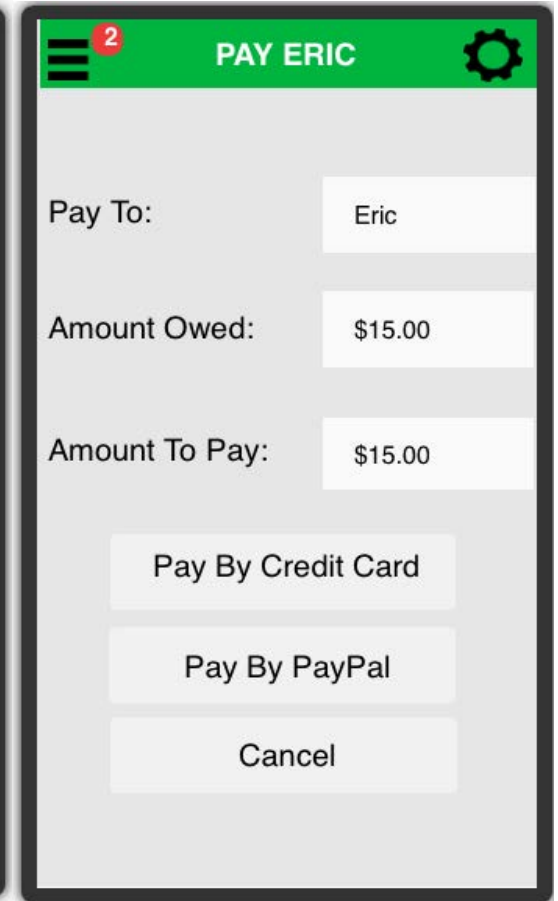 2
PAY ERIC
Pay To: Eric
Amount Owed: $15.00
Amount To Pay: $15.00
Pay By Credit Card
Pay By PayPal
Cancel